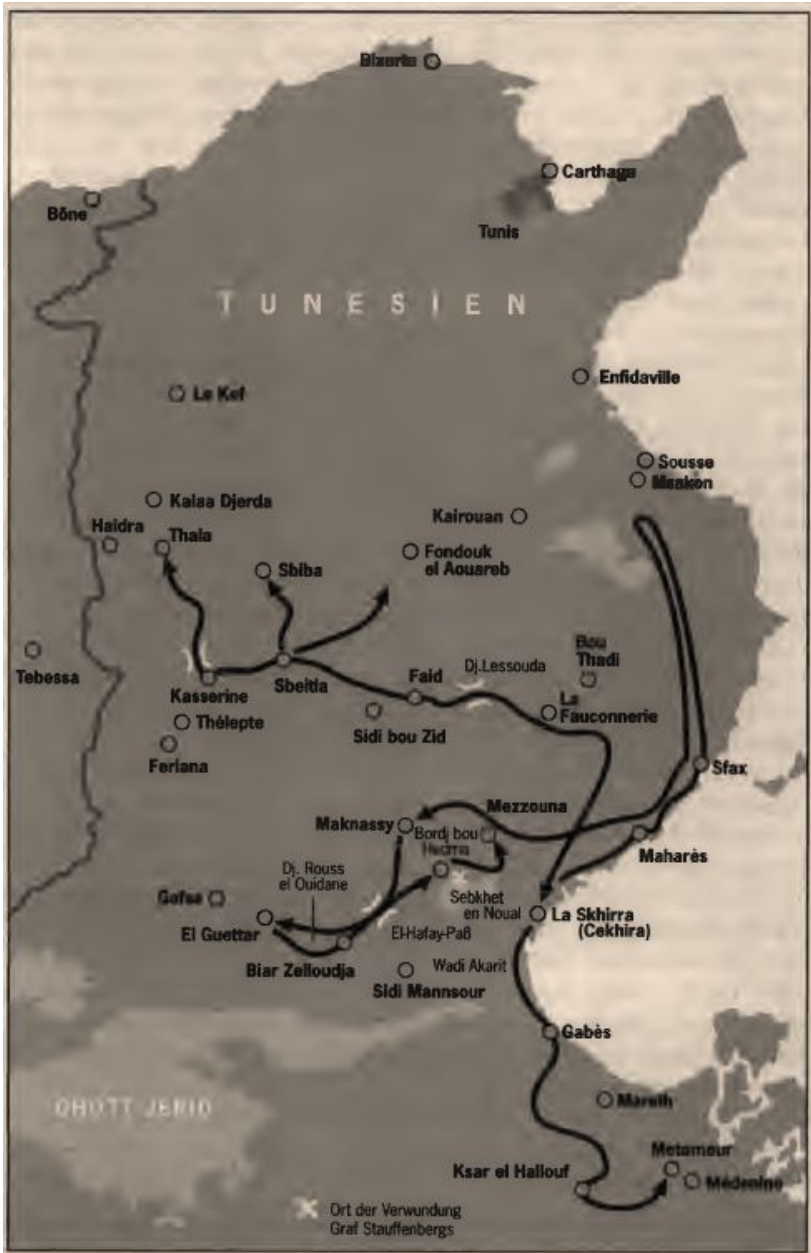 Bizerte
Carthage
Bône
Tunis
TUNESIEN
Enfidaville
Le Kef
Sousse
Msaken
Kalaa Djerda
Kairouan
Haidra
Thala
Fondouk
el Aouareb
Sbiba
Bou
Thadi
Dj.Lessouda
Tebessa
Faid
Kasserine
Sbeitla
La
Fauconnerie
Thélepte
Sidi bou Zid
Feriana
Sfax
Mezzouna
Maknassy
Bordj bou
Hedma
Maharès
Dj. Rouss
el Ouidane
Gafsa
Sebkhet
en Noual
La Skhirra
(Cekhira)
El Guettar
El-Hafay-Paß
Biar Zelloudja
Wadi Akarit
Sidi Mannsour
Gabès
CHOTT JERID
Mareth
Metameur
Ksar el Hallouf
Médenine
Ort der Verwundung
Graf Stauffenbergs